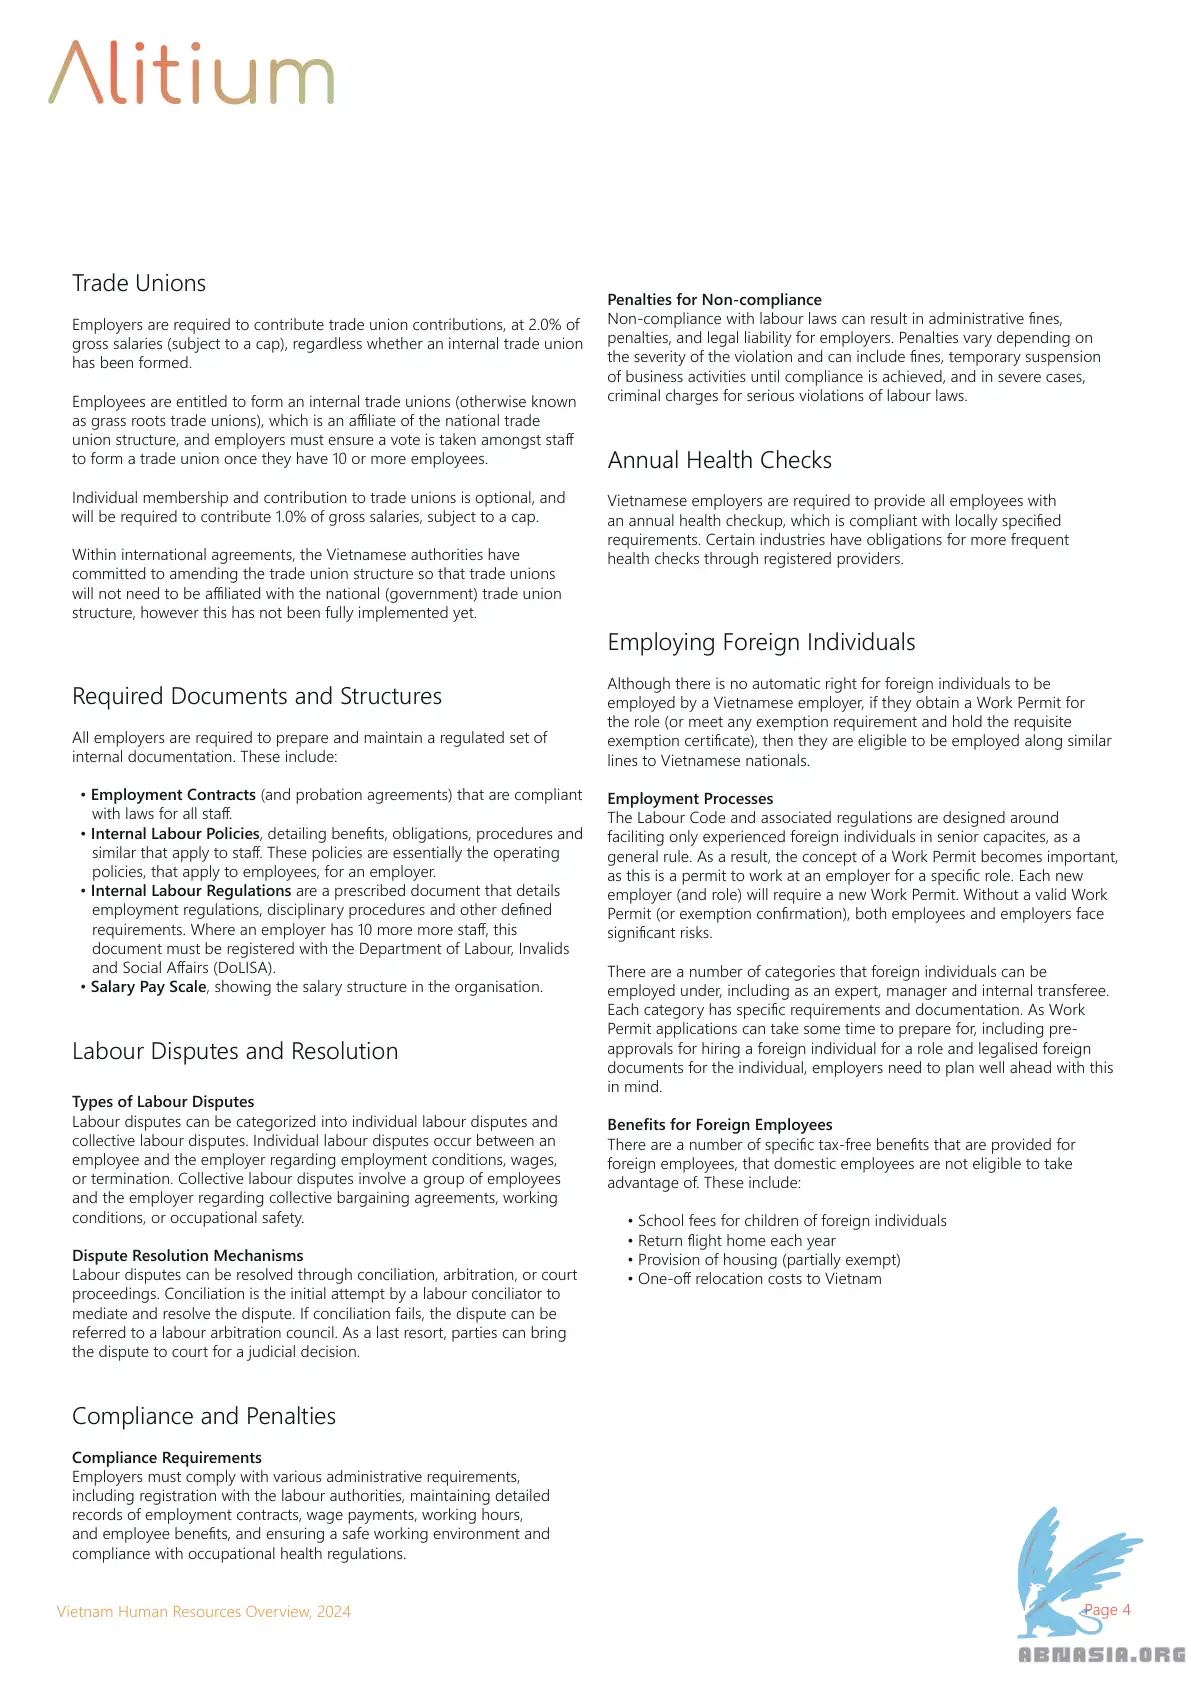 Alitium
Trade Unions
Employers are required to contribute trade union contributions, at 2.0% of
gross salaries (subject to a cap), regardless whether an internal trade union
has been formed.
Employees are entitled to form an internal trade unions (otherwise known
as grass roots trade unions), which is an affiliate of the national trade
union structure, and employers must ensure a vote is taken amongst staff
to form a trade union once they have 10 or more employees.
Individual membership and contribution to trade unions is optional, and
will be required to contribute 1.0% of gross salaries, subject to a cap.
Within international agreements, the Vietnamese authorities have
committed to amending the trade union structure so that trade unions
will not need to be affiliated with the national (government) trade union
structure, however this has not been fully implemented yet.
Required Documents and Structures
All employers are required to prepare and maintain a regulated set of
internal documentation. These include:
• Employment Contracts (and probation agreements) that are compliant
with laws for all staff.
• Internal Labour Policies, detailing benefits, obligations, procedures and
similar that apply to staff. These policies are essentially the operating
policies, that apply to employees, for an employer.
• Internal Labour Regulations are a prescribed document that details
employment regulations, disciplinary procedures and other defined
requirements. Where an employer has 10 more more staff, this
document must be registered with the Department of Labour, Invalids
and Social Affairs (DoLISA).
• Salary Pay Scale, showing the salary structure in the organisation.
Labour Disputes and Resolution
Types of Labour Disputes
Labour disputes can be categorized into individual labour disputes and
collective labour disputes. Individual labour disputes occur between an
employee and the employer regarding employment conditions, wages,
or termination. Collective labour disputes involve a group of employees
and the employer regarding collective bargaining agreements, working
conditions, or occupational safety.
Dispute Resolution Mechanisms
Labour disputes can be resolved through conciliation, arbitration, or court
proceedings. Conciliation is the initial attempt by a labour conciliator to
mediate and resolve the dispute. If conciliation fails, the dispute can be
referred to a labour arbitration council. As a last resort, parties can bring
the dispute to court for a judicial decision.
Compliance and Penalties
Compliance Requirements
Employers must comply with various administrative requirements,
including registration with the labour authorities, maintaining detailed
records of employment contracts, wage payments, working hours,
and employee benefits, and ensuring a safe working environment and
compliance with occupational health regulations.
Penalties for Non-compliance
Non-compliance with labour laws can result in administrative fines,
penalties, and legal liability for employers. Penalties vary depending on
the severity of the violation and can include fines, temporary suspension
of business activities until compliance is achieved, and in severe cases,
criminal charges for serious violations of labour laws.
Annual Health Checks
Vietnamese employers are required to provide all employees with
an annual health checkup, which is compliant with locally specified
requirements. Certain industries have obligations for more frequent
health checks through registered providers.
Employing Foreign Individuals
Although there is no automatic right for foreign individuals to be
employed by a Vietnamese employer, if they obtain a Work Permit for
the role (or meet any exemption requirement and hold the requisite
exemption certificate), then they are eligible to be employed along similar
lines to Vietnamese nationals.
Employment Processes
The Labour Code and associated regulations are designed around
faciliting only experienced foreign individuals in senior capacites, as a
general rule. As a result, the concept of a Work Permit becomes important,
as this is a permit to work at an employer for a specific role. Each new
employer (and role) will require a new Work Permit. Without a valid Work
Permit (or exemption confirmation), both employees and employers face
significant risks.
There are a number of categories that foreign individuals can be
employed under, including as an expert, manager and internal transferee.
Each category has specific requirements and documentation. As Work
Permit applications can take some time to prepare for, including pre-
approvals for hiring a foreign individual for a role and legalised foreign
documents for the individual, employers need to plan well ahead with this
in mind.
Benefits for Foreign Employees
There are a number of specific tax-free benefits that are provided for
foreign employees, that domestic employees are not eligible to take
advantage of. These include:
• School fees for children of foreign individuals
• Return flight home each year
• Provision of housing (partially exempt)
• One-off relocation costs to Vietnam
Vietnam Human Resources Overview, 2024
Page 4
ABNASIA.ORG